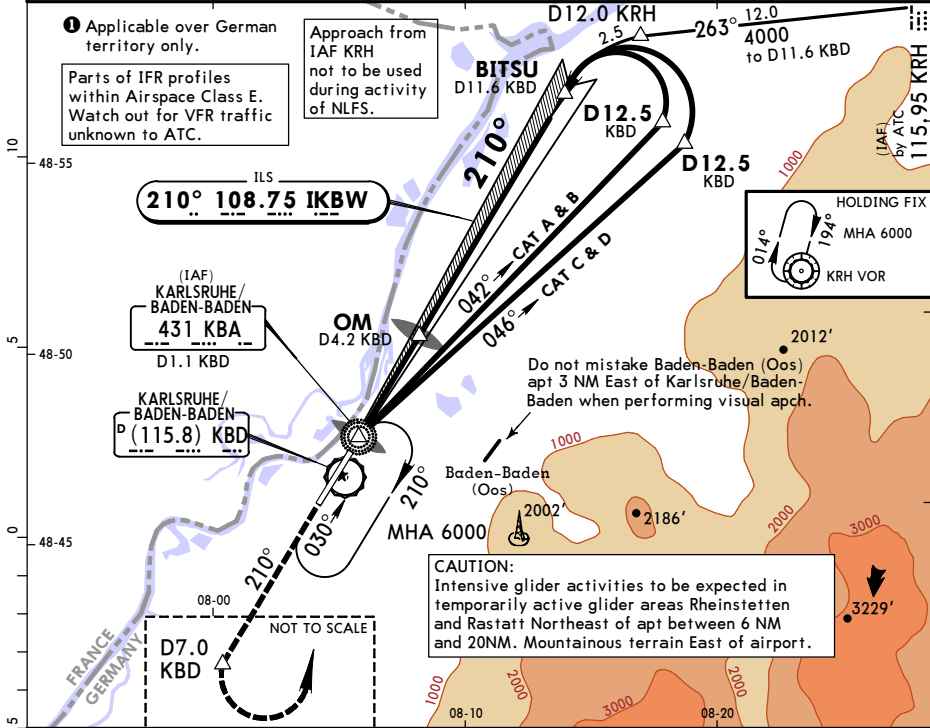 ❶ Applicable over German
territory only.
Parts of IFR profiles
within Airspace Class E.
Watch out for VFR traffic
unknown to ATC.
Approach from
IAF KRH
not to be used
during activity
of NLFS.
D12.0 KRH
2.5
263°
12.0
4000
to D11.6 KBD
BITSU
D11.6 KBD
D12.5
KBD
D12.5
KBD
(IAF)
by ATC
115.95 KRH
1000
10
48-55
210°
ILS
210° 108.75 IKBW
HOLDING FIX
014°
194°
MHA 6000
KRH VOR
042°
CAT A & B
046°
CAT C & D
(IAF)
KARLSRUHE/
BADEN-BADEN
431 KBA
D1.1 KBD
OM
D4.2 KBD
5
48-50
2012'
Do not mistake Baden-Baden (Oos)
apt 3 NM East of Karlsruhe/Baden-
Baden when performing visual apch.
KARLSRUHE/
BADEN-BADEN
D (115.8) KBD
1000
Baden-Baden
(Oos)
210°
030°
MHA 6000
2002'
2186'
2000
3000
0
48-45
210°
CAUTION:
Intensive glider activities to be expected in
temporarily active glider areas Rheinstetten
and Rastatt Northeast of apt between 6 NM
and 20NM. Mountainous terrain East of airport.
3229'
08-00
NOT TO SCALE
D7.0
KBD
FRANCE
GERMANY
1000
2000
3000
2000
5
08-10
08-20